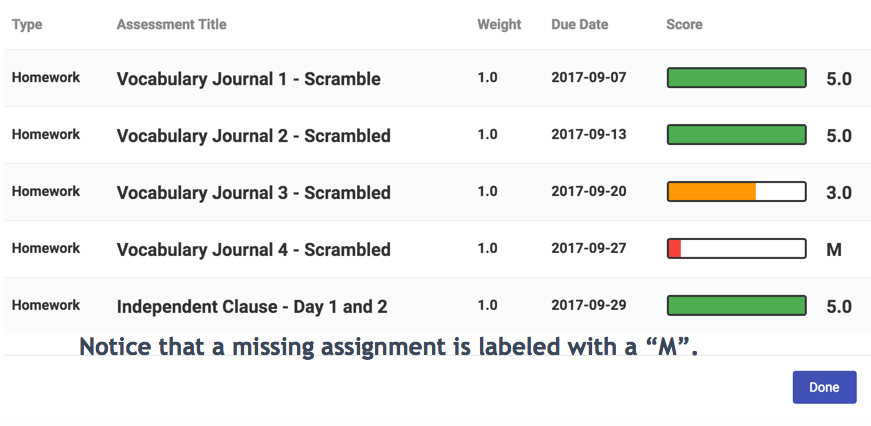 Type Assessment Title Weight Due Date Score
Homework Vocabulary Journal 1 - Scramble 1.0 2017-09-07 5.0
Homework Vocabulary Journal 2 - Scrambled 1.0 2017-09-13 5.0
Homework Vocabulary Journal 3 - Scrambled 1.0 2017-09-20 3.0
Homework Vocabulary Journal 4 - Scrambled 1.0 2017-09-27 M
Homework Independent Clause - Day 1 and 2 1.0 2017-09-29 5.0
Notice that a missing assignment is labeled with a “M”.
Done